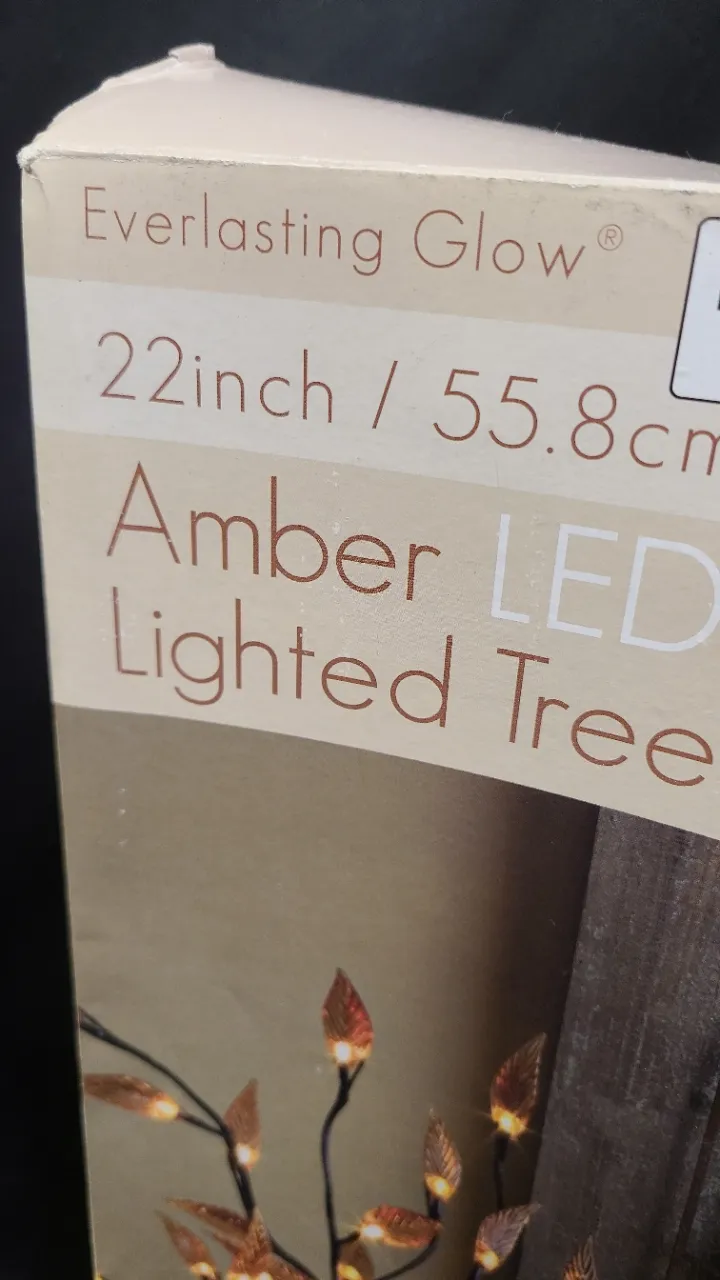 Everlasting Glow®
22inch / 55.8cm
Amber LED
Lighted Tree